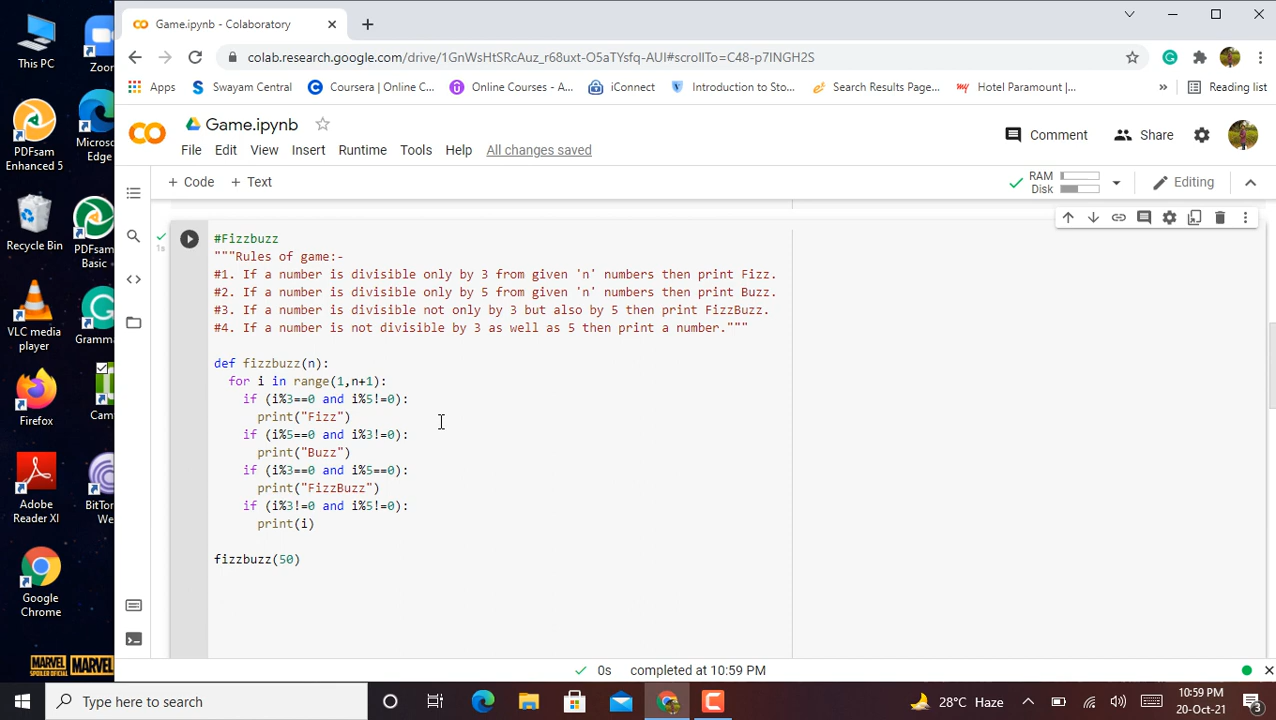 This PC
Zoor
PDFsam
Enhanced 5
Micros
Edge
Recycle Bin
PDFsam
Basic
VLC media
player
Gramma
Firefox
Cam
Adobe
Reader XI
BitTor
We
Google
Chrome
MARVEL MARVEL
Game.ipynb - Colaboratory
colab.research.google.com/drive/1GnWsHtSRcAuz_r68uxt-O5aTYsfq-AUI#scrollTo=C48-p7INGH2S
Apps
Swayam Central
Coursera | Online C...
Online Courses - A...
iConnect
Introduction to Sto...
Search Results Page...
Hotel Paramount |...
Reading list
Game.ipynb
Comment
Share
File Edit View Insert Runtime Tools Help All changes saved
+ Code + Text
RAM
Disk
Editing
1s
#Fizzbuzz
"""Rules of game:-
#1. If a number is divisible only by 3 from given 'n' numbers then print Fizz.
#2. If a number is divisible only by 5 from given 'n' numbers then print Buzz.
#3. If a number is divisible not only by 3 but also by 5 then print FizzBuzz.
#4. If a number is not divisible by 3 as well as 5 then print a number."""
def fizzbuzz(n):
for i in range(1,n+1):
if (i%3==0 and i%5!=0):
print("Fizz")
if (i%5==0 and i%3!=0):
print("Buzz")
if (i%3==0 and i%5==0):
print("FizzBuzz")
if (i%3!=0 and i%5!=0):
print(i)
fizzbuzz(50)
0s completed at 10:59 PM
Type here to search
28°C Haze
10:59 PM
20-Oct-21
3